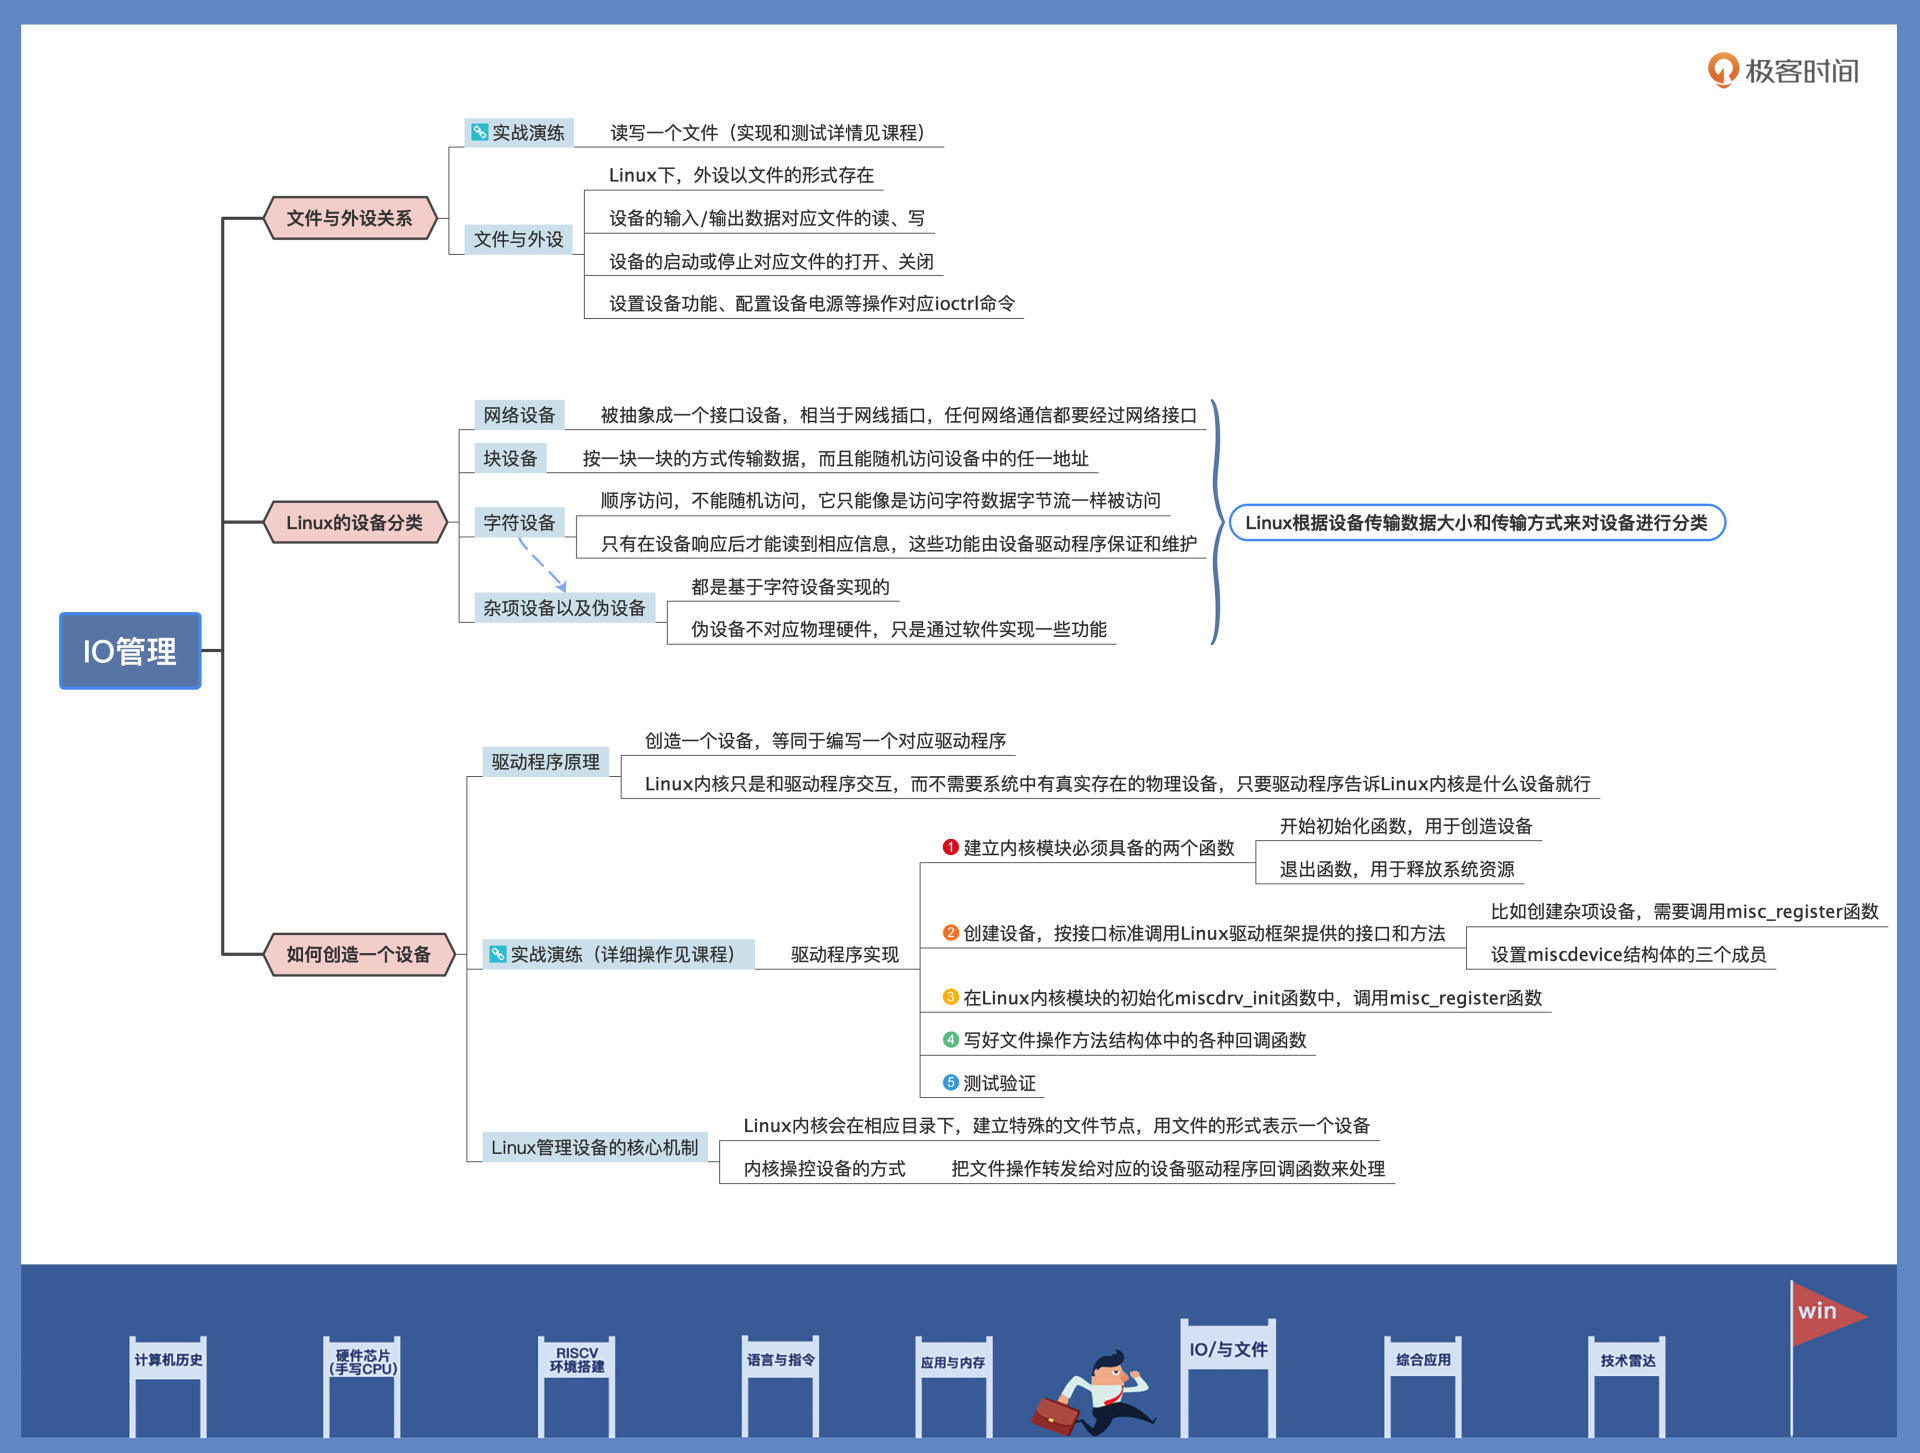 极客时间
IO管理
文件与外设关系
实战演练
读写一个文件（实现和测试详情见课程）
文件与外设
Linux下，外设以文件的形式存在
设备的输入/输出数据对应文件的读、写
设备的启动或停止对应文件的打开、关闭
设置设备功能、配置设备电源等操作对应ioctrl命令
Linux的设备分类
网络设备
被抽象成一个接口设备，相当于网线插口，任何网络通信都要经过网络接口
块设备
按一块一块的方式传输数据，而且能随机访问设备中的任一地址
字符设备
顺序访问，不能随机访问，它只能像是访问字符数据字节流一样被访问
只有在设备响应后才能读到相应信息，这些功能由设备驱动程序保证和维护
杂项设备以及伪设备
都是基于字符设备实现的
伪设备不对应物理硬件，只是通过软件实现一些功能
Linux根据设备传输数据大小和传输方式来对设备进行分类
如何创造一个设备
驱动程序原理
创造一个设备，等同于编写一个对应驱动程序
Linux内核只是和驱动程序交互，而不需要系统中有真实存在的物理设备，只要驱动程序告诉Linux内核是什么设备就行
实战演练（详细操作见课程）
驱动程序实现
1 建立内核模块必须具备的两个函数
开始初始化函数，用于创造设备
退出函数，用于释放系统资源
2 创建设备，按接口标准调用Linux驱动框架提供的接口和方法
比如创建杂项设备，需要调用misc_register函数
设置miscdevice结构体的三个成员
3 在Linux内核模块的初始化miscdrv_init函数中，调用misc_register函数
4 写好文件操作方法结构体中的各种回调函数
5 测试验证
Linux管理设备的核心机制
Linux内核会在相应目录下，建立特殊的文件节点，用文件的形式表示一个设备
内核操控设备的方式
把文件操作转发给对应的设备驱动程序回调函数来处理
计算机历史
硬件芯片
(手写CPU)
RISCV
环境搭建
语言与指令
应用与内存
IO/与文件
综合应用
技术雷达
win